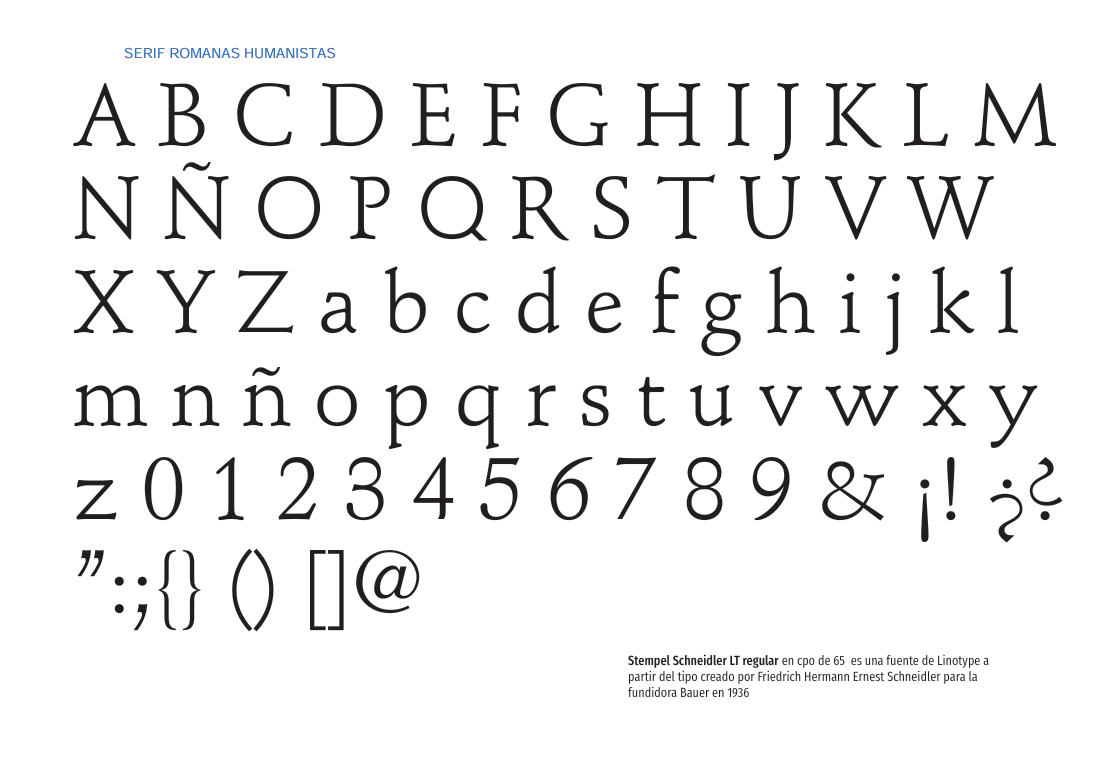 SERIF ROMANAS HUMANISTAS
A B C D E F G H I J K L M
N Ñ O P Q R S T U V W
X Y Z a b c d e f g h i j k l
m n ñ o p q r s t u v w x y
z 0 1 2 3 4 5 6 7 8 9 & ¡! ¿?
”:;{} () []@
Stempel Schneidler LT regular en cpo de 65 es una fuente de Linotype a
partir del tipo creado por Friedrich Hermann Ernest Schneidler para la
fundidora Bauer en 1936